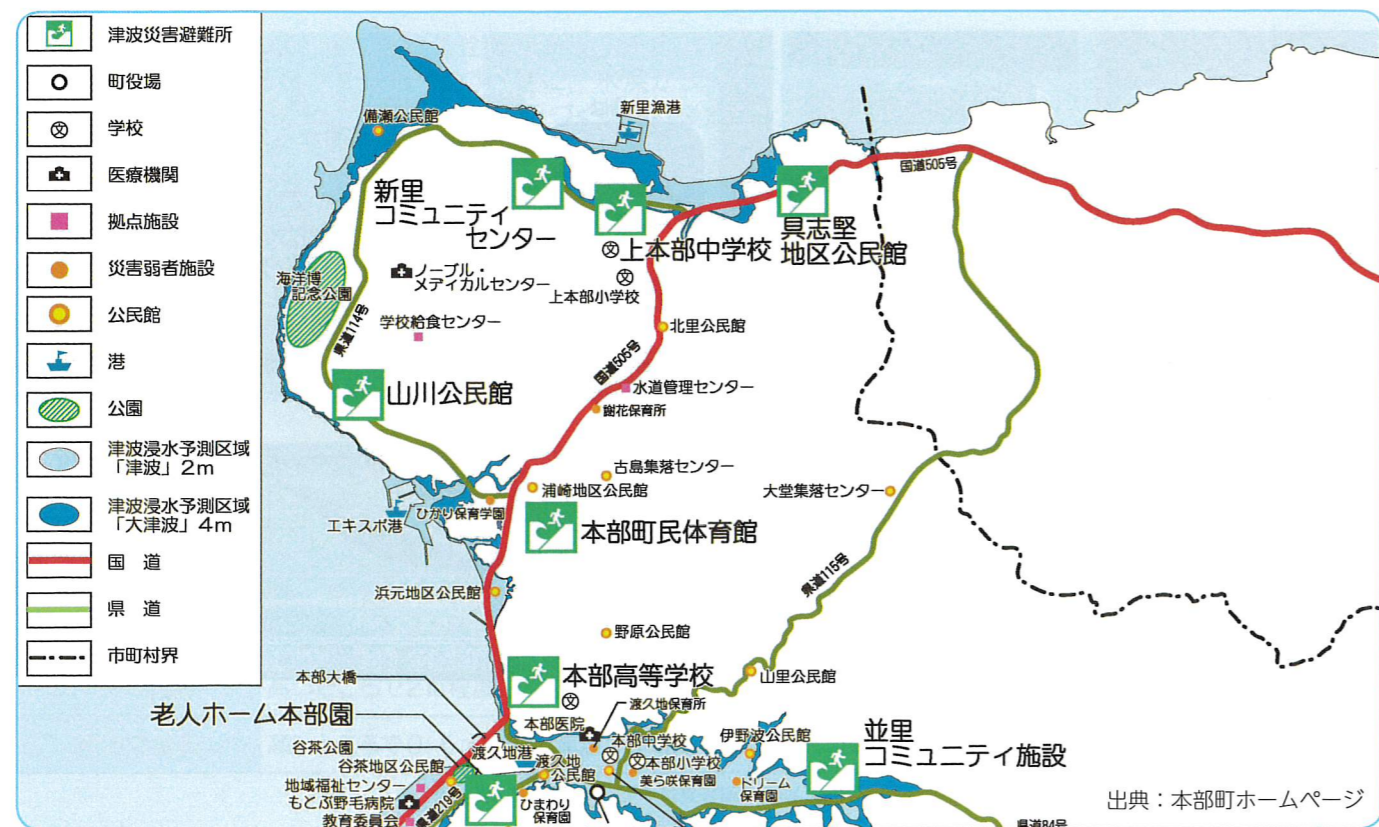 津波災害避難所
町役場
学校
医療機関
拠点施設
災害弱者施設
公民館
港
公園
津波浸水予測区域
「津波」2m
津波浸水予測区域
「大津波」4m
国 道
県 道
市町村界
備瀬公民館
新里漁港
国道505号
新里
コミュニティ
センター
上本部中学校
具志堅
地区公民館
海洋博
記念公園
ノーブル・
メディカルセンター
上本部小学校
県道114号
学校給食センター
北里公民館
国道505号
水道管理センター
謝花保育所
山川公民館
古島集落センター
浦崎地区公民館
大堂集落センター
エキスポ港
ひかり保育学園
本部町民体育館
県道115号
浜元地区公民館
野原公民館
本部大橋
本部高等学校
山里公民館
老人ホーム本部園
渡久地保育所
本部医院
谷茶公園
渡久地港
本部中学校
伊野波公民館
並里
コミュニティ施設
谷茶地区公民館
渡久地
公民館
本部小学校
美ら咲保育園
ドリーム
保育園
地域福祉センター
もとぶ野毛病院
教育委員会
県道219号
ひまわり
保育園
県道84号
出典：本部町ホームページ